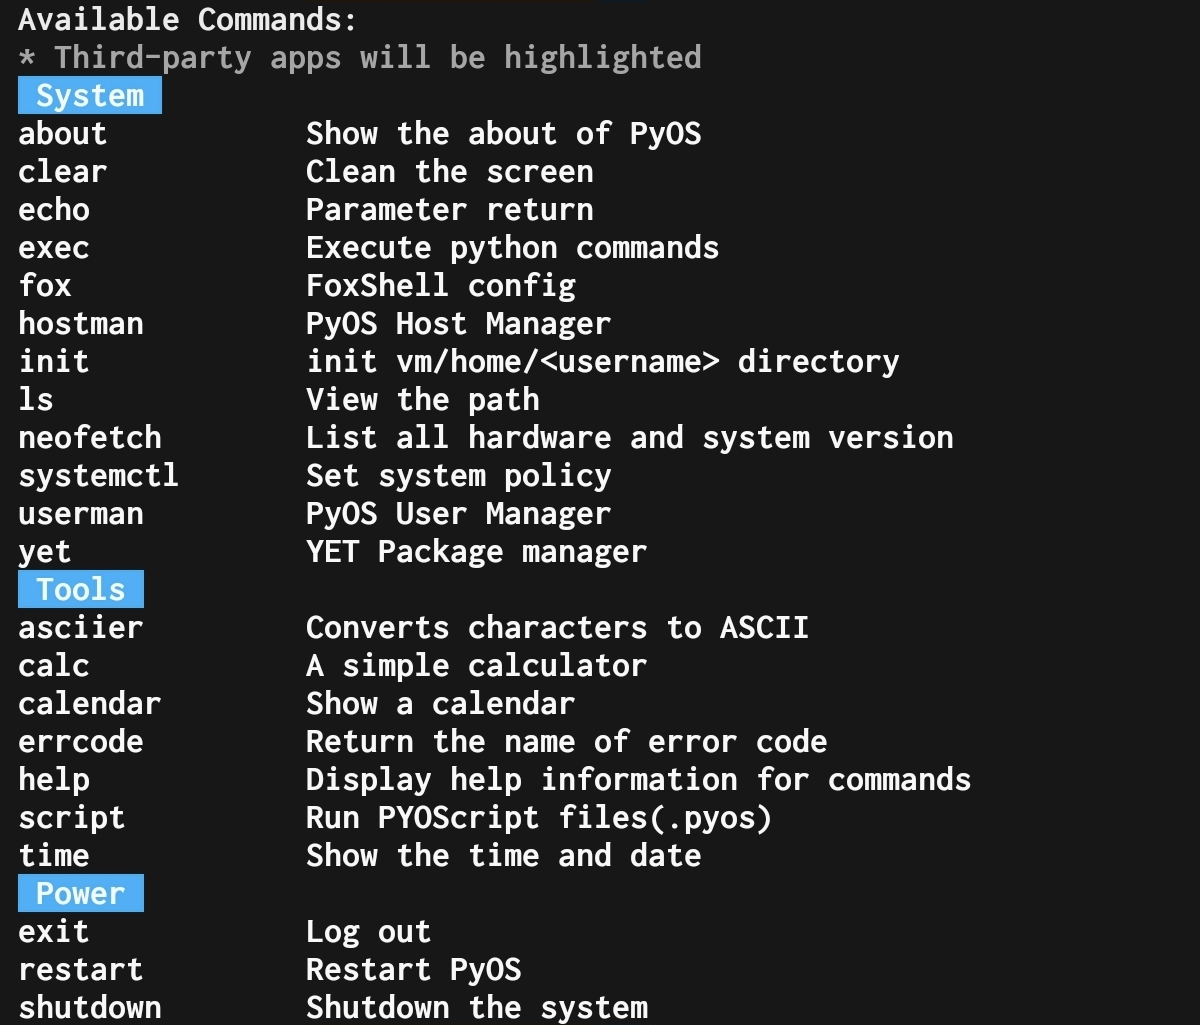 Available Commands:
* Third-party apps will be highlighted
System
about Show the about of PyOS
clear Clean the screen
echo Parameter return
exec Execute python commands
fox FoxShell config
hostman PyOS Host Manager
init init vm/home/<username> directory
ls View the path
neofetch List all hardware and system version
systemctl Set system policy
userman PyOS User Manager
yet YET Package manager
Tools
asciier Converts characters to ASCII
calc A simple calculator
calendar Show a calendar
errcode Return the name of error code
help Display help information for commands
script Run PYOScript files(.pyos)
time Show the time and date
Power
exit Log out
restart Restart PyOS
shutdown Shutdown the system